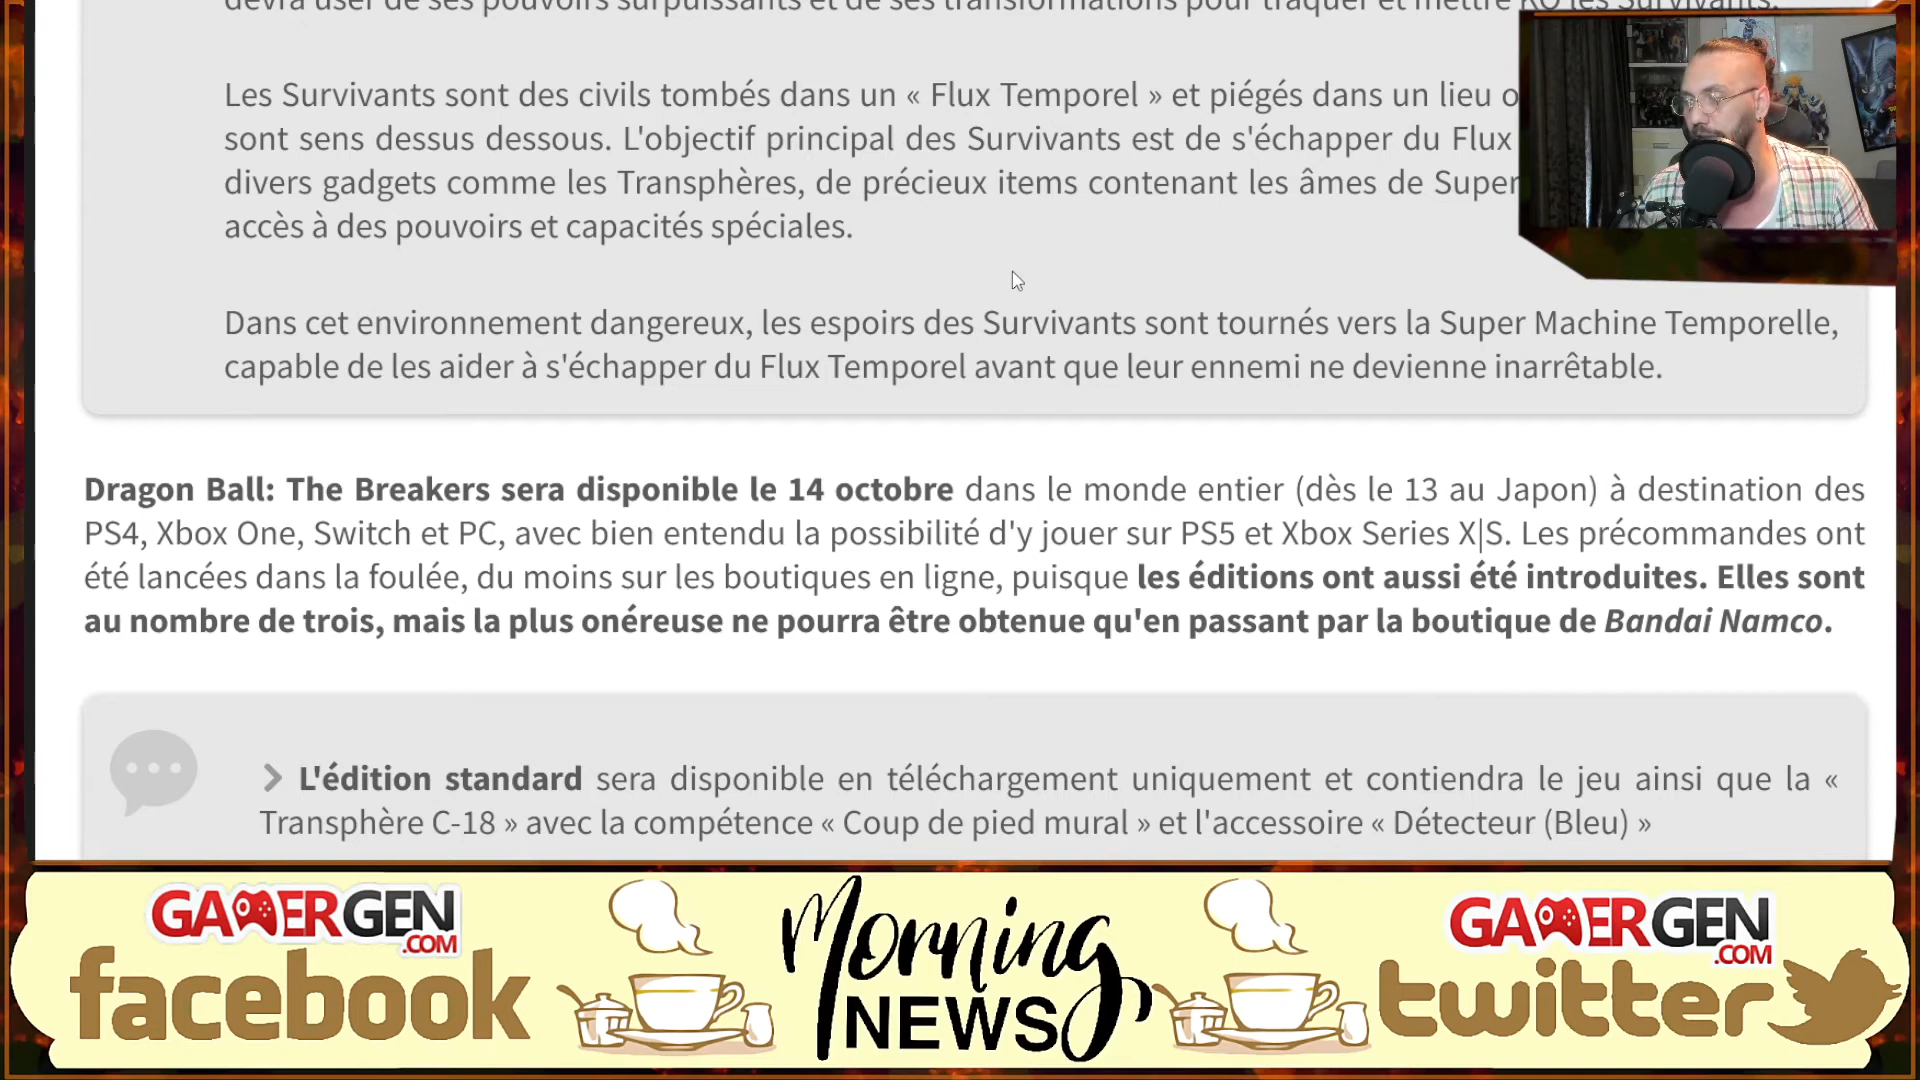 devra user de ses pouvoirs surpuissants et de ses transformations pour traquer et mettre KO les Survivants.
Les Survivants sont des civils tombés dans un « Flux Temporel » et piégés dans un lieu o
sont sens dessus dessous. L'objectif principal des Survivants est de s'échapper du Flux
divers gadgets comme les Transphères, de précieux items contenant les âmes de Super
accès à des pouvoirs et capacités spéciales.
Dans cet environnement dangereux, les espoirs des Survivants sont tournés vers la Super Machine Temporelle,
capable de les aider à s'échapper du Flux Temporel avant que leur ennemi ne devienne inarrêtable.
Dragon Ball: The Breakers sera disponible le 14 octobre dans le monde entier (dès le 13 au Japon) à destination des
PS4, Xbox One, Switch et PC, avec bien entendu la possibilité d'y jouer sur PS5 et Xbox Series X|S. Les précommandes ont
été lancées dans la foulée, du moins sur les boutiques en ligne, puisque les éditions ont aussi été introduites. Elles sont
au nombre de trois, mais la plus onéreuse ne pourra être obtenue qu'en passant par la boutique de Bandai Namco.
L'édition standard sera disponible en téléchargement uniquement et contiendra le jeu ainsi que la «
Transphère C-18 » avec la compétence « Coup de pied mural » et l'accessoire « Détecteur (Bleu) »
GAMERGEN
.COM
facebook
Morning
NEWS
GAMERGEN
.COM
twitter